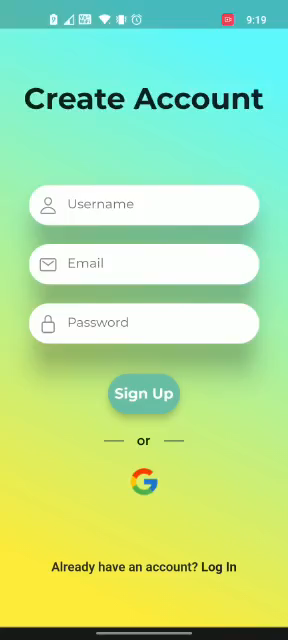 9:19
Create Account
Username
Email
Password
Sign Up
or
Already have an account? Log In